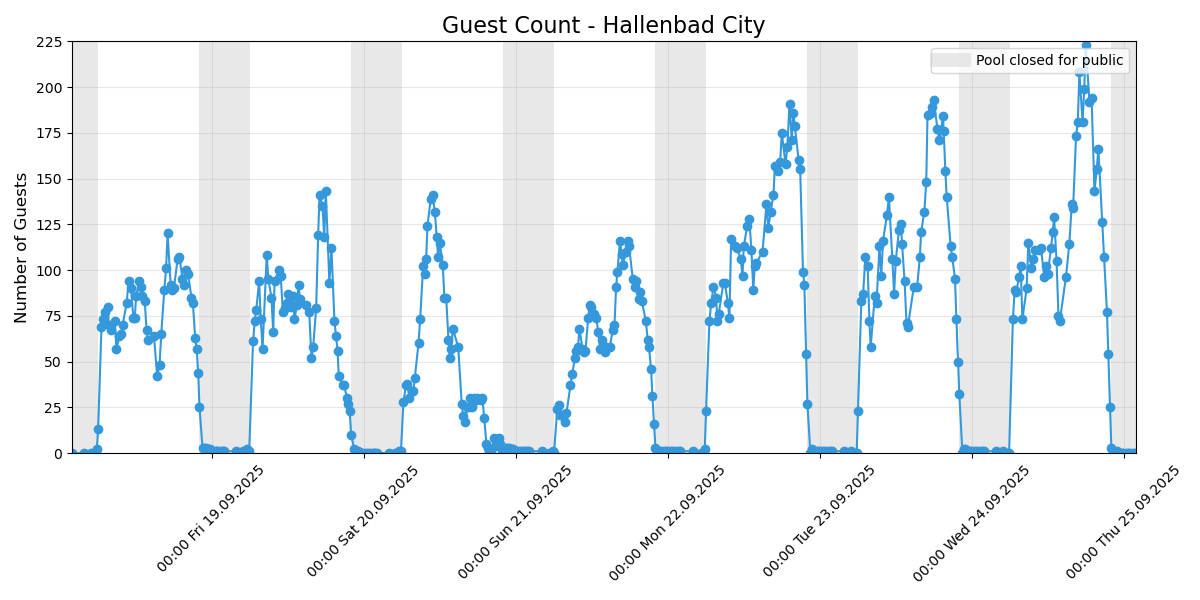 Guest Count - Hallenbad City
Number of Guests
225
200
175
150
125
100
75
50
25
0
Pool closed for public
00:00 Fri 19.09.2025
00:00 Sat 20.09.2025
00:00 Sun 21.09.2025
00:00 Mon 22.09.2025
00:00 Tue 23.09.2025
00:00 Wed 24.09.2025
00:00 Thu 25.09.2025